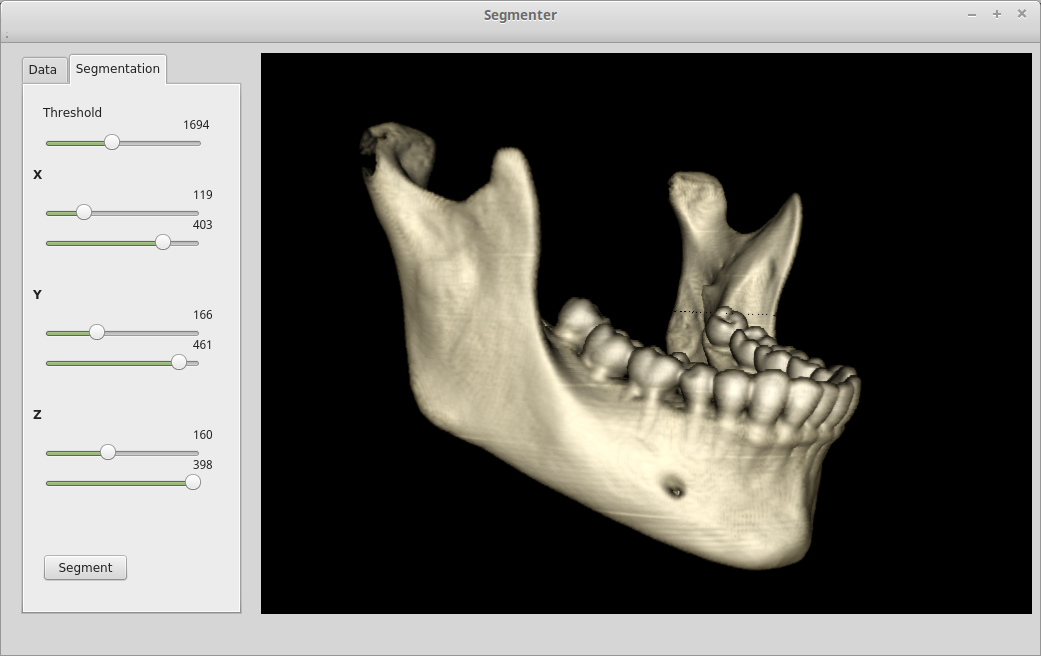 Segmenter
Data Segmentation
Threshold
1694
X
119
403
Y
166
461
Z
160
398
Segment